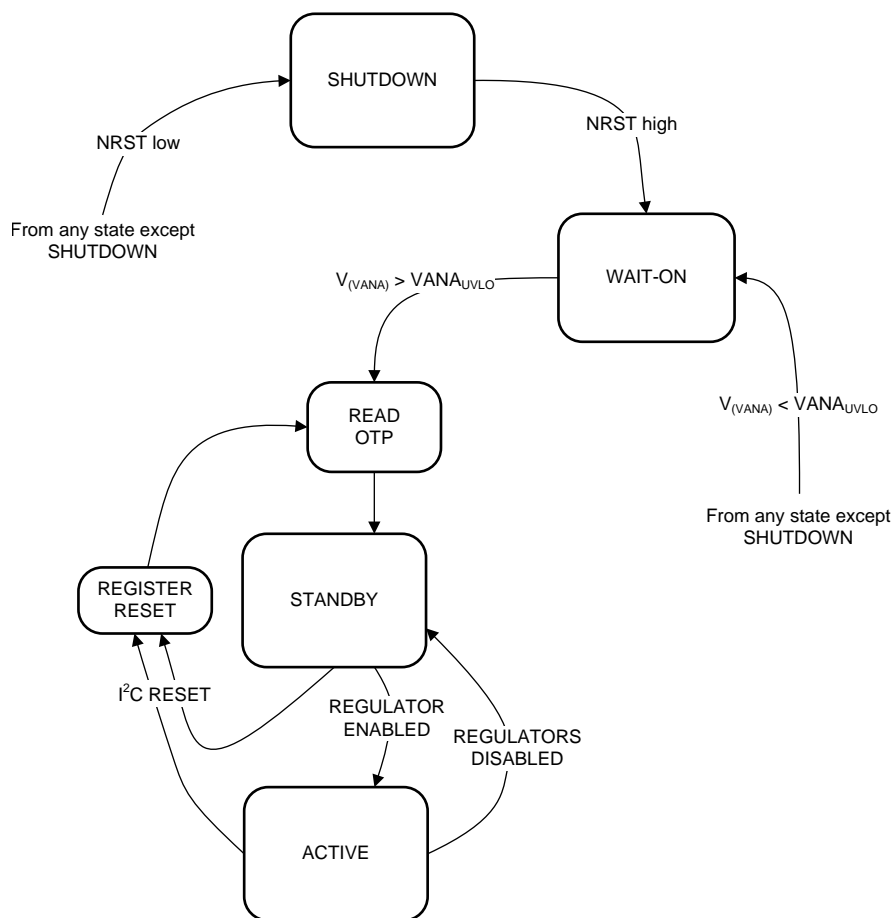 SHUTDOWN
NRST low
NRST high
From any state except
SHUTDOWN
V(VANA) > VANAUVLO
WAIT-ON
READ
OTP
V(VANA) < VANAUVLO
From any state except
SHUTDOWN
REGISTER
RESET
STANDBY
I²C RESET
REGULATOR
ENABLED
REGULATORS
DISABLED
ACTIVE